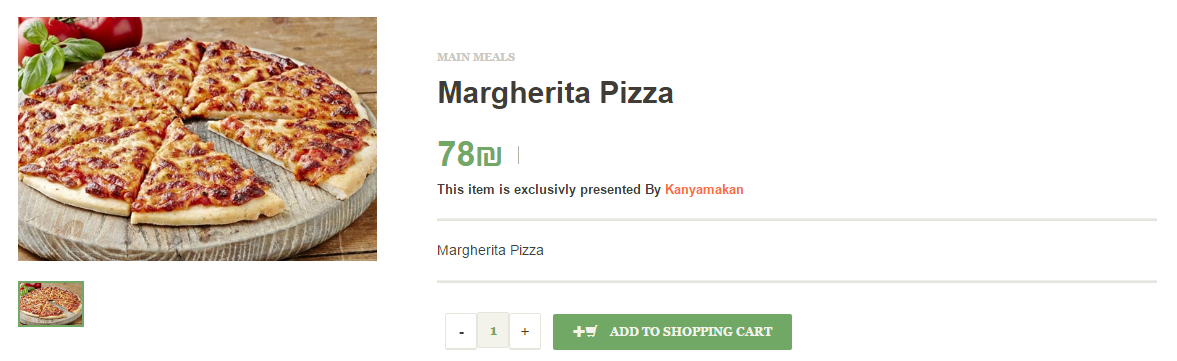 MAIN MEALS
Margherita Pizza
78₪
This item is exclusivly presented By Kanyamakan
Margherita Pizza
- 1 + ADD TO SHOPPING CART